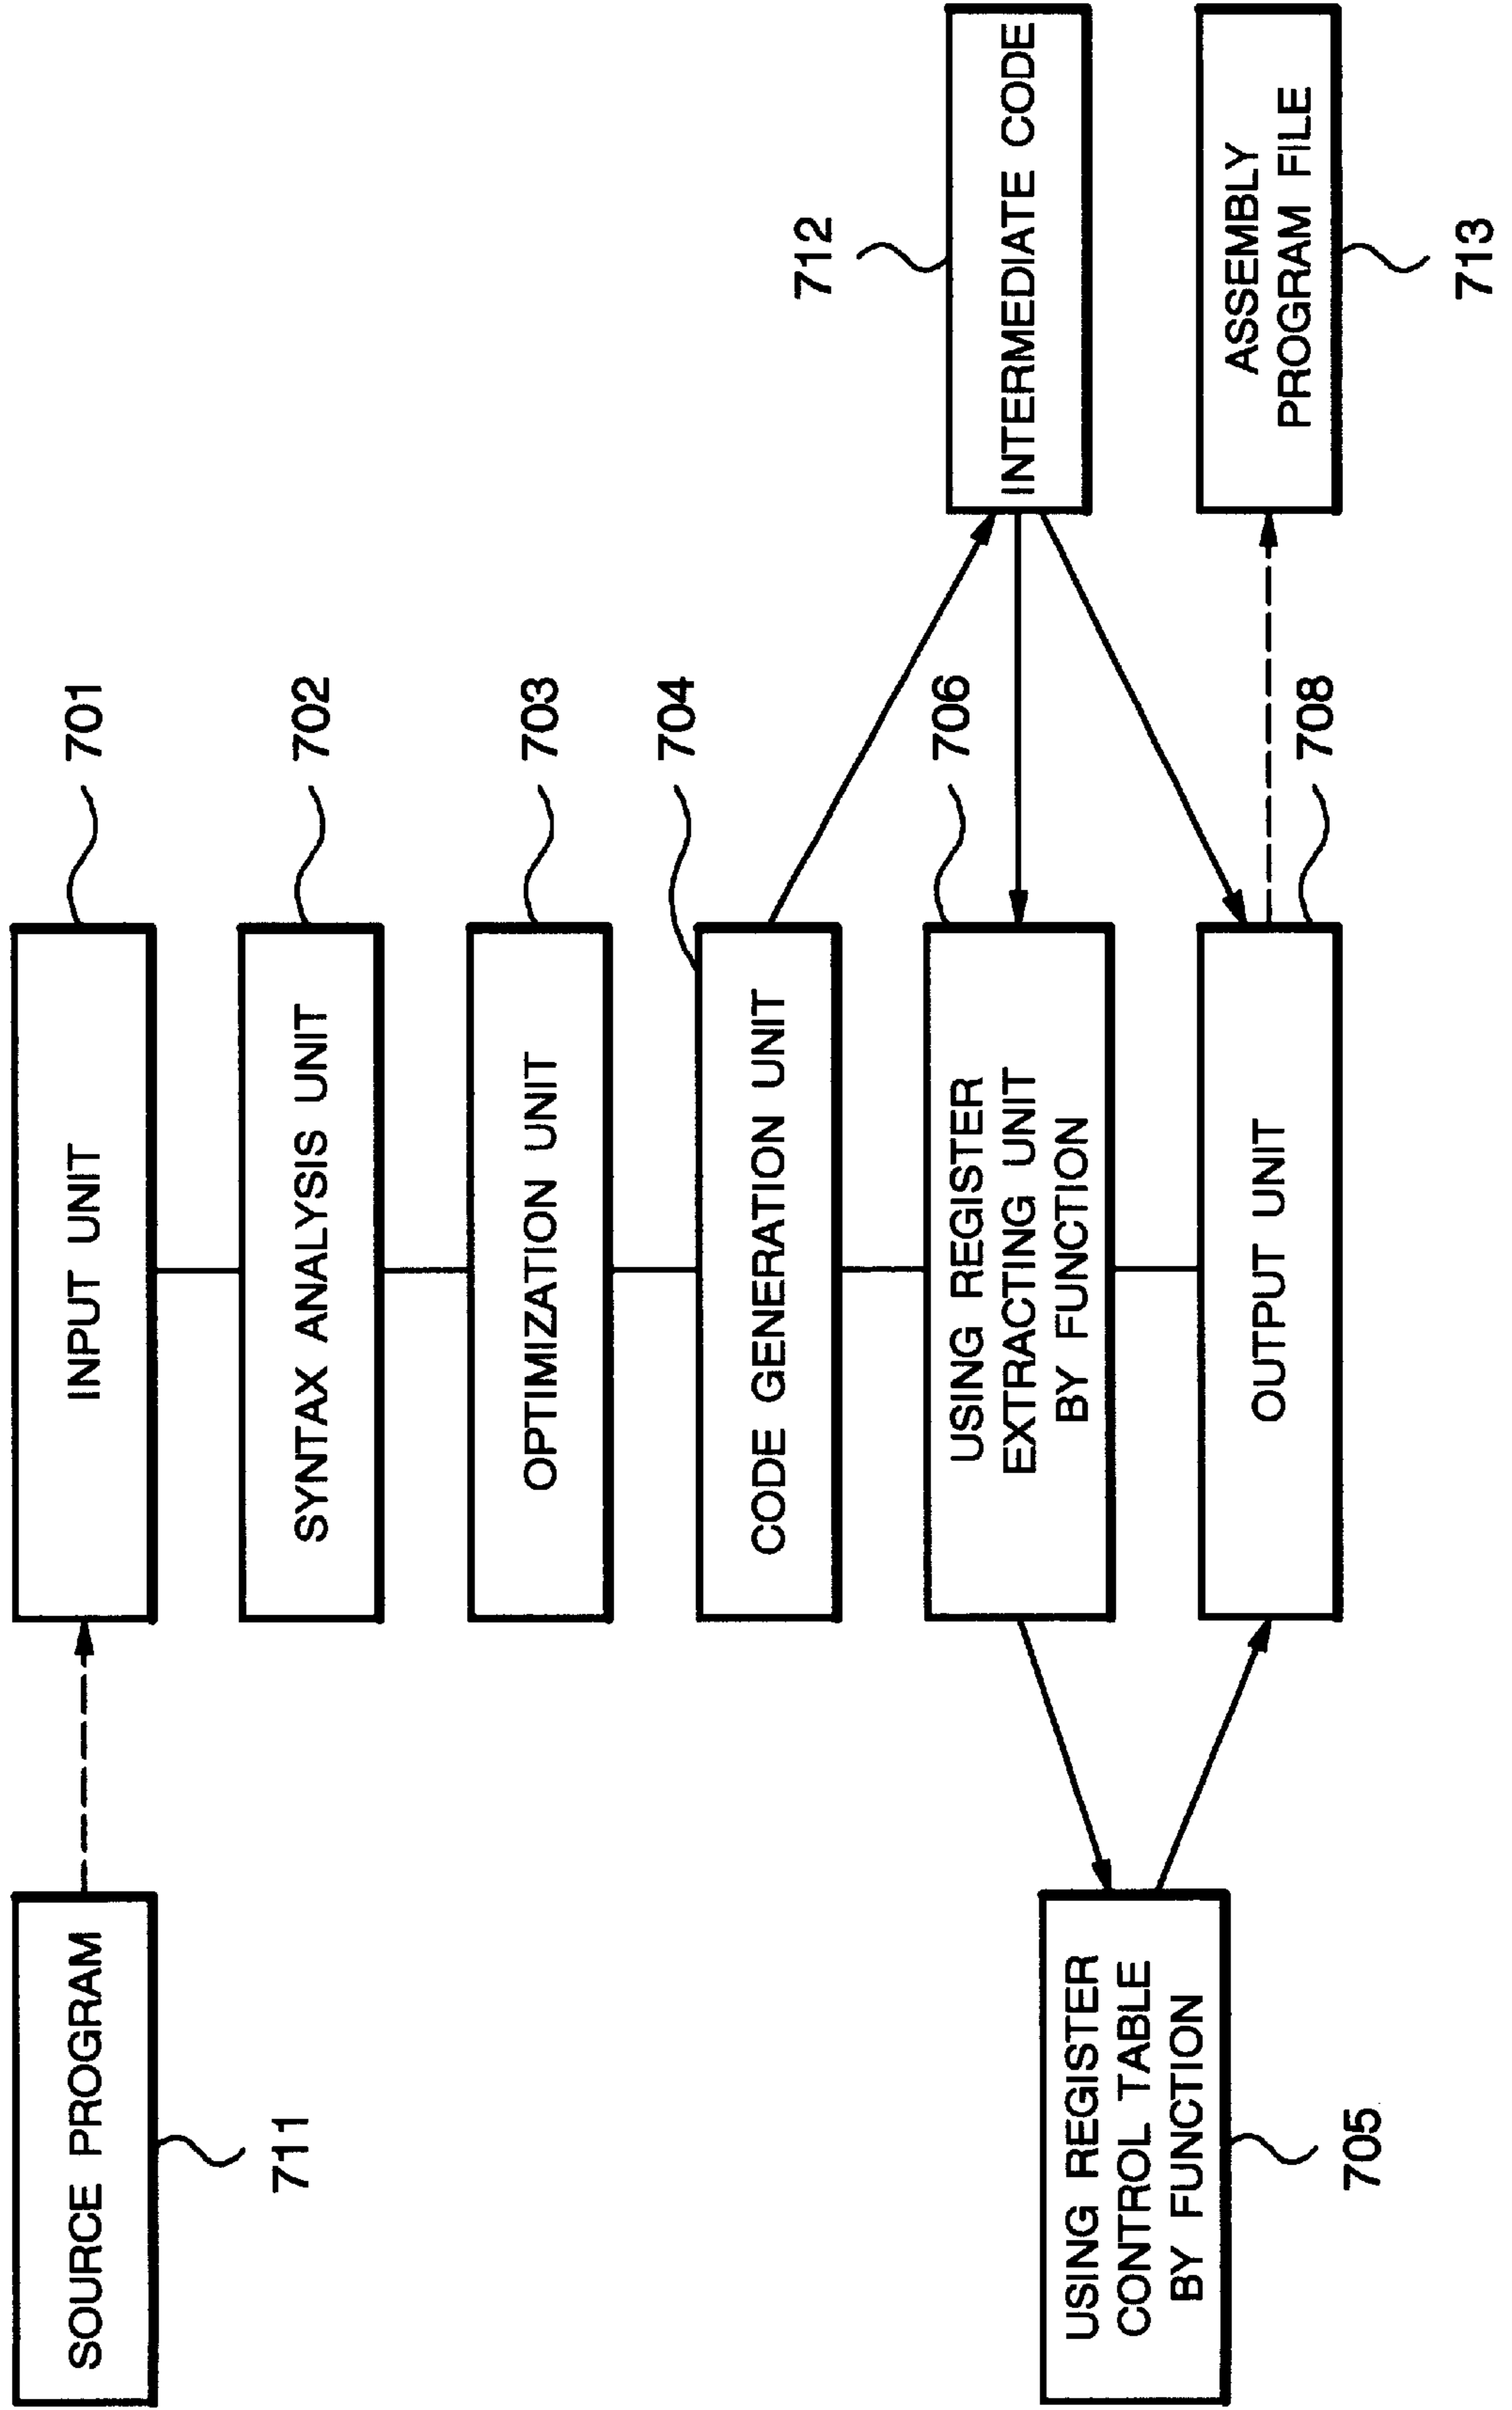 SOURCE PROGRAM
711
INPUT UNIT
701
SYNTAX ANALYSIS UNIT
702
OPTIMIZATION UNIT
703
CODE GENERATION UNIT
704
USING REGISTER
EXTRACTING UNIT
BY FUNCTION
706
OUTPUT UNIT
708
USING REGISTER
CONTROL TABLE
BY FUNCTION
705
712
INTERMEDIATE CODE
ASSEMBLY
PROGRAM FILE
713